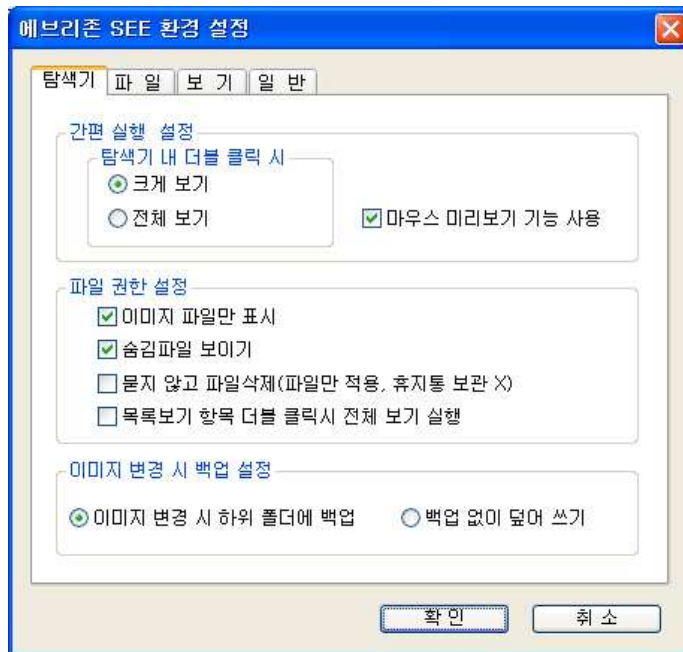 에브리존 SEE 환경 설정
탐색기 파 일 보 기 일 반
간편 실행 설정
탐색기 내 더블 클릭 시
크게 보기
전체 보기 마우스 미리보기 기능 사용
파일 권한 설정
이미지 파일만 표시
숨김파일 보이기
묻지 않고 파일삭제(파일만 적용, 휴지통 보관 X)
목록보기 항목 더블 클릭시 전체 보기 실행
이미지 변경 시 백업 설정
이미지 변경 시 하위 폴더에 백업 백업 없이 덮어 쓰기
확 인 취 소